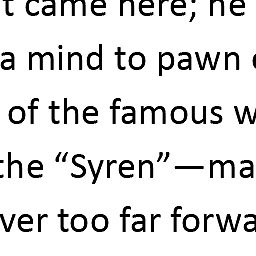 t came here; he
a mind to pawn
of the famous w
the “Syren”—ma
ver too far forwa